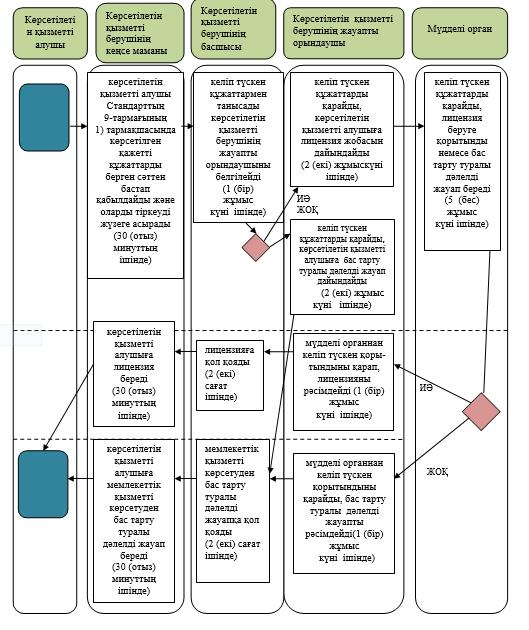 Көрсетілеті
н қызметті
алушы
Көрсетілетін
қызметті
берушінің
кеңсе маманы
Көрсетілетін
қызметті
берушінің
басшысы
Көрсетілетін қызметті
берушінің жауапты
орындаушы
Мүдделі орган
көрсетілетін
қызметті алушы
Стандарттың
9-тармағының
1) тармақшасында
көрсетілген
қажетті
құжаттарды
берген сәттен
бастап
қабылдайды және
оларды тіркеуді
жүзеге асырады
(30 (отыз)
минуттың
ішінде)
келіп түскен
құжаттармен
танысады
көрсетілетін
қызметті
берушінің
жауапты
орындаушыны
белгілейді
(1 (бір)
жұмыс
күні ішінде)
келіп түскен
құжаттарды
қарайды,
көрсетілетін
қызметті алушыға
лицензия жобасын
дайындайды
(2 (екі) жұмыскүні
ішінде)
келіп түскен
құжаттарды
қарайды,
лицензия
беруге
қорытынды
немесе бас
тарту туралы
дәлелді
жауап береді
(5 (бес)
жұмыс
күні ішінде)
ИӘ
ЖОҚ
келіп түскен
құжаттарды қарайды,
көрсетілетін қызметті
алушыға бас тарту
туралы дәлелді жауап
дайындайды
(2 (екі) жұмыс
күні ішінде)
көрсетілетін
қызметті
алушыға
лицензия
береді
(30 (отыз)
минуттың
ішінде)
лицензияға
қол қояды
(2 (екі)
сағат
ішінде)
мүдделі органнан
келіп түскен қоры-
тындыны қарап,
лицензияны
рәсімдейді (1 (бір)
жұмыс
күні ішінде)
ИӘ
көрсетілетін
қызметті
алушыға
мемлекеттік
қызметті
көрсетуден
бас тарту
туралы
дәлелді жауап
береді
(30 (отыз)
минуттың
ішінде)
мемлекеттік
қызметті
көрсетуден
бас тарту
туралы
дәлелді
жауапқа қол
қояды
(2 (екі) сағат
ішінде)
мүдделі органнан
келіп түскен
қорытындыны
қарайды, бас тарту
туралы дәлелді
жауапты
рәсімдейді(1 (бір)
жұмыс
күні ішінде)
ЖОҚ